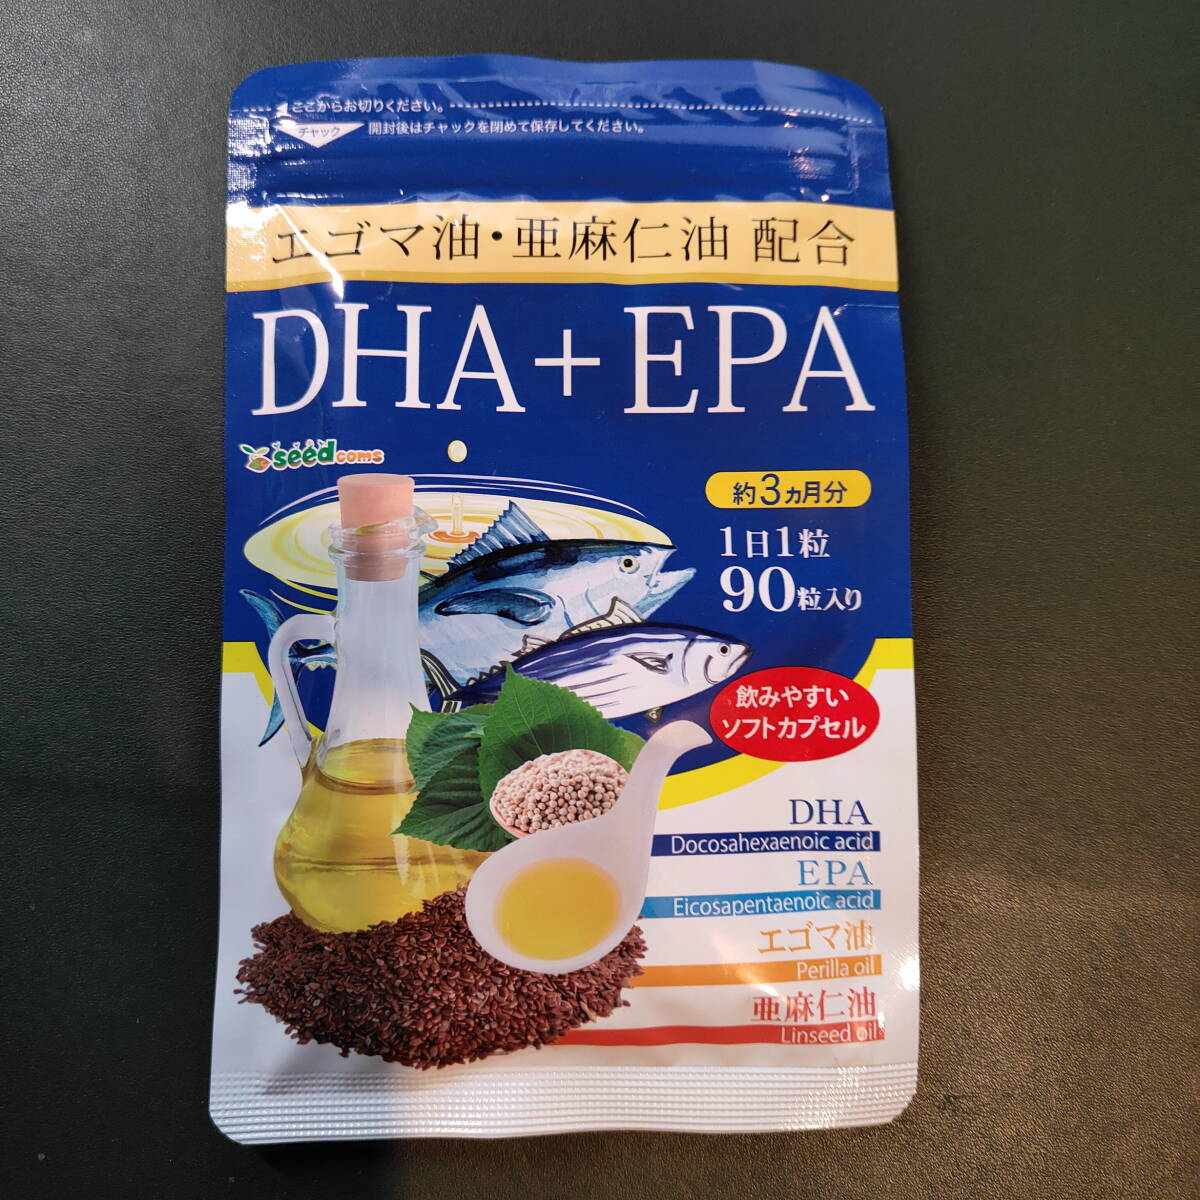 ここからお切りください。
チャック
開封後はチャックを閉めて保存してください。
エゴマ油・亜麻仁油 配合
DHA+EPA
seedcoms
約3ヵ月分
1日1粒
90粒入り
飲みやすい
ソフトカプセル
DHA
Docosahexaenoic acid
EPA
Eicosapentaenoic acid
エゴマ油
Perilla oil
亜麻仁油
Linseed oil